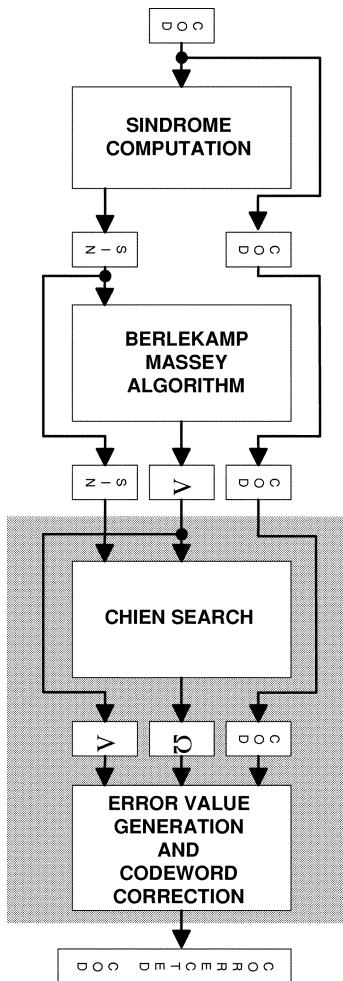 COD
SINDROME
COMPUTATION
SIN
COD
BERLEKAMP
MASSEY
ALGORITHM
SIN
Λ
COD
CHIEN SEARCH
Λ
Ω
COD
ERROR VALUE
GENERATION
AND
CODEWORD
CORRECTION
CORRECTED COD